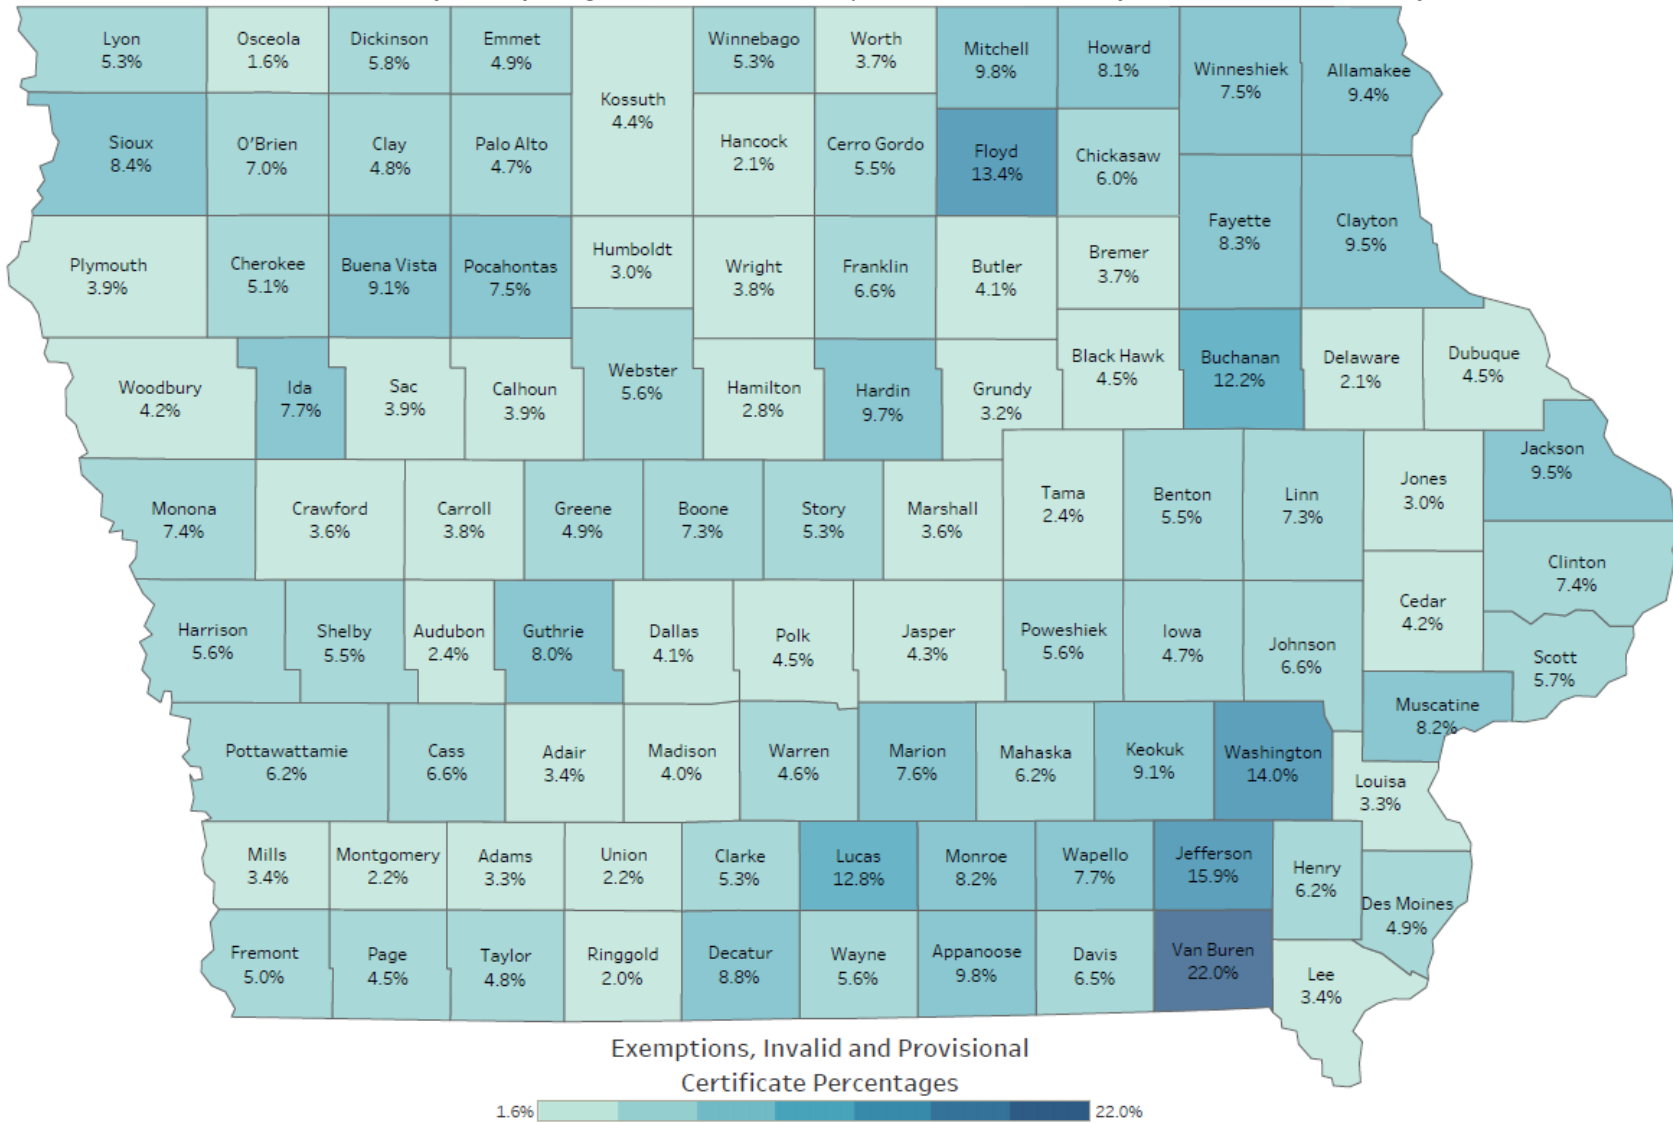 Lyon
5.3%
Osceola
1.6%
Dickinson
5.8%
Emmet
4.9%
Kossuth
4.4%
Winnebago
5.3%
Worth
3.7%
Mitchell
9.8%
Howard
8.1%
Winneshiek
7.5%
Allamakee
9.4%
Sioux
8.4%
O'Brien
7.0%
Clay
4.8%
Palo Alto
4.7%
Hancock
2.1%
Cerro Gordo
5.5%
Floyd
13.4%
Chickasaw
6.0%
Fayette
8.3%
Clayton
9.5%
Plymouth
3.9%
Cherokee
5.1%
Buena Vista
9.1%
Pocahontas
7.5%
Humboldt
3.0%
Wright
3.8%
Franklin
6.6%
Butler
4.1%
Bremer
3.7%
Woodbury
4.2%
Ida
7.7%
Sac
3.9%
Calhoun
3.9%
Webster
5.6%
Hamilton
2.8%
Hardin
9.7%
Grundy
3.2%
Black Hawk
4.5%
Buchanan
12.2%
Delaware
2.1%
Dubuque
4.5%
Monona
7.4%
Crawford
3.6%
Carroll
3.8%
Greene
4.9%
Boone
7.3%
Story
5.3%
Marshall
3.6%
Tama
2.4%
Benton
5.5%
Linn
7.3%
Jones
3.0%
Jackson
9.5%
Clinton
7.4%
Harrison
5.6%
Shelby
5.5%
Audubon
2.4%
Guthrie
8.0%
Dallas
4.1%
Polk
4.5%
Jasper
4.3%
Poweshiek
5.6%
Iowa
4.7%
Johnson
6.6%
Cedar
4.2%
Scott
5.7%
Muscatine
8.2%
Pottawattamie
6.2%
Cass
6.6%
Adair
3.4%
Madison
4.0%
Warren
4.6%
Marion
7.6%
Mahaska
6.2%
Keokuk
9.1%
Washington
14.0%
Louisa
3.3%
Mills
3.4%
Montgomery
2.2%
Adams
3.3%
Union
2.2%
Clarke
5.3%
Lucas
12.8%
Monroe
8.2%
Wapello
7.7%
Jefferson
15.9%
Henry
6.2%
Des Moines
4.9%
Fremont
5.0%
Page
4.5%
Taylor
4.8%
Ringgold
2.0%
Decatur
8.8%
Wayne
5.6%
Appanoose
9.8%
Davis
6.5%
Van Buren
22.0%
Lee
3.4%
Exemptions, Invalid and Provisional
Certificate Percentages
1.6%
22.0%